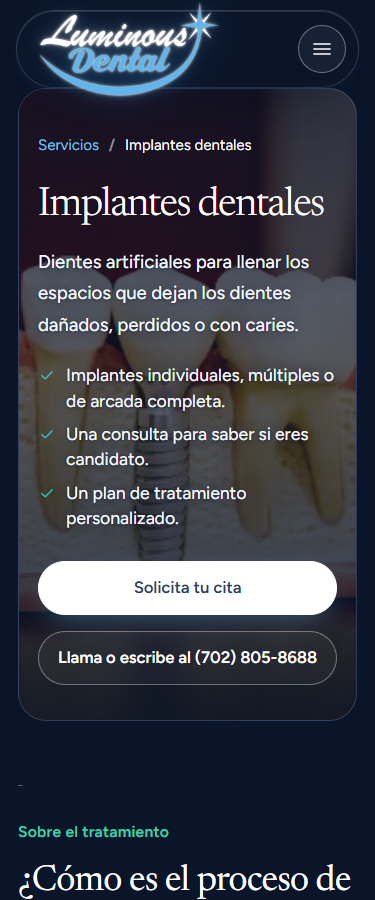 Luminous
Dental
Servicios / Implantes dentales
Implantes dentales
Dientes artificiales para llenar los
espacios que dejan los dientes
dañados, perdidos o con caries.
Implantes individuales, múltiples o
de arcada completa.
Una consulta para saber si eres
candidato.
Un plan de tratamiento
personalizado.
Solicita tu cita
Llama o escribe al (702) 805-8688
Sobre el tratamiento
¿Cómo es el proceso de